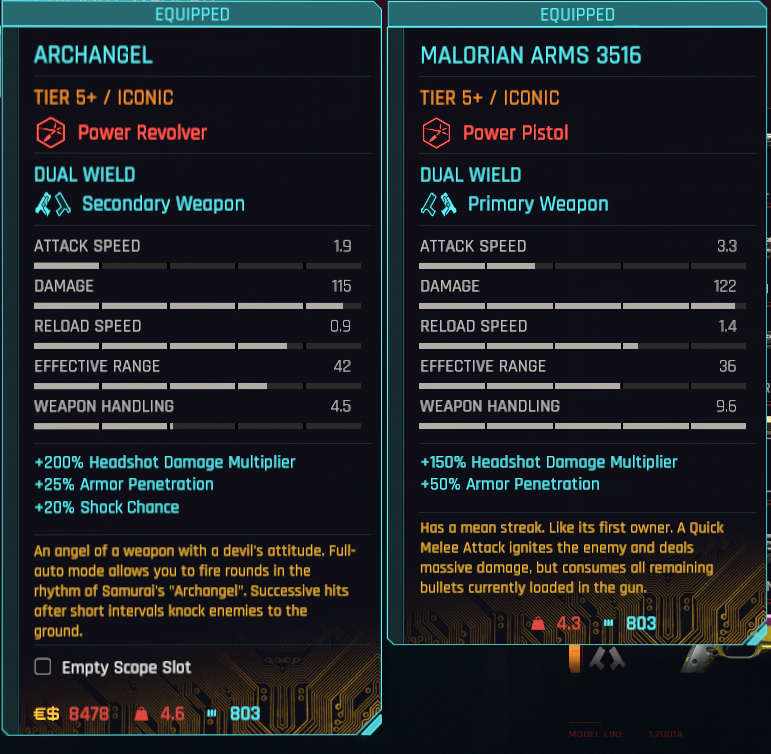 EQUIPPED
ARCHANGEL
TIER 5+ / ICONIC
Power Revolver
DUAL WIELD
Secondary Weapon
ATTACK SPEED 1.9
DAMAGE 115
RELOAD SPEED 0.9
EFFECTIVE RANGE 42
WEAPON HANDLING 4.5
+200% Headshot Damage Multiplier
+25% Armor Penetration
+20% Shock Chance
An angel of a weapon with a devil's attitude. Full-
auto mode allows you to fire rounds in the
rhythm of Samurai's "Archangel". Successive hits
after short intervals knock enemies to the
ground.
Empty Scope Slot
€$ 8478 4.6 803
EQUIPPED
MALORIAN ARMS 3516
TIER 5+ / ICONIC
Power Pistol
DUAL WIELD
Primary Weapon
ATTACK SPEED 3.3
DAMAGE 122
RELOAD SPEED 1.4
EFFECTIVE RANGE 36
WEAPON HANDLING 9.6
+150% Headshot Damage Multiplier
+50% Armor Penetration
Has a mean streak. Like its first owner. A Quick
Melee Attack ignites the enemy and deals
massive damage, but consumes all remaining
bullets currently loaded in the gun.
4.3 803
MODEL LINE